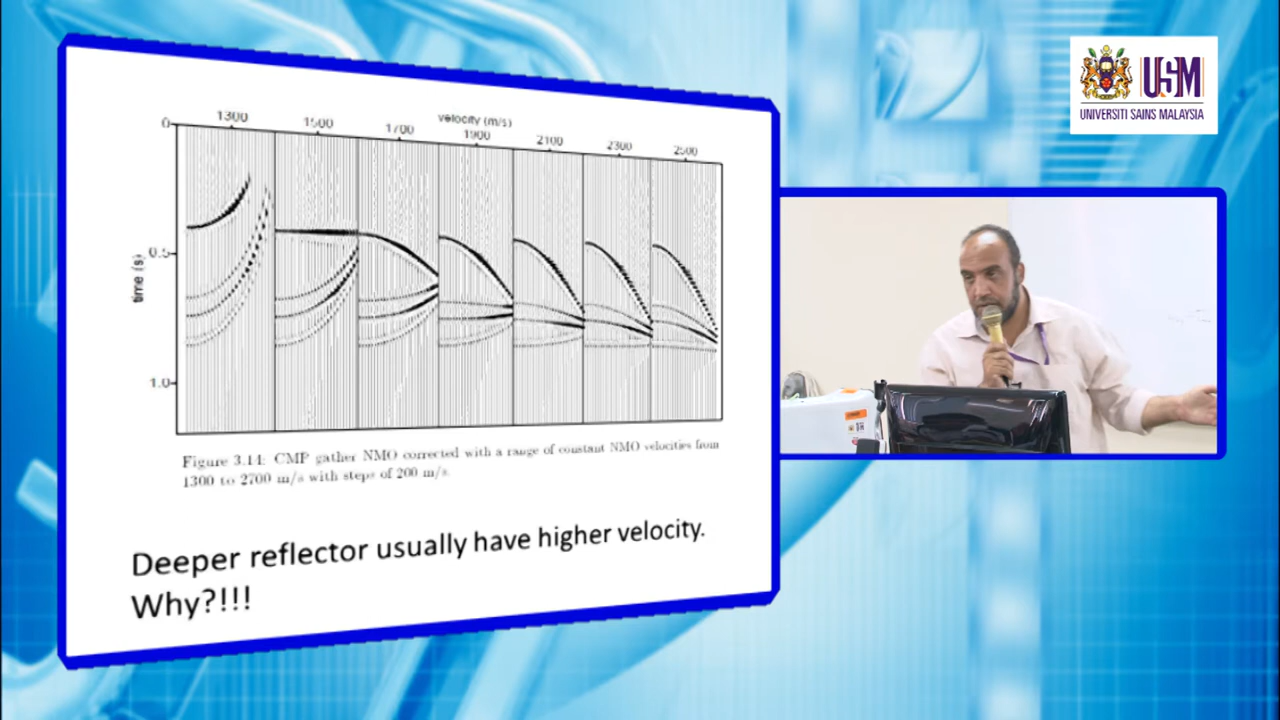 velocity (m/s)
1300 1500 1700 1900 2100 2300 2500
0
0.5
1.0
time (s)
Figure 3.14: CMP gather NMO corrected with a range of constant NMO velocities from
1300 to 2700 m/s with steps of 200 m/s.
Deeper reflector usually have higher velocity.
Why?!!!
USM
UNIVERSITI SAINS MALAYSIA